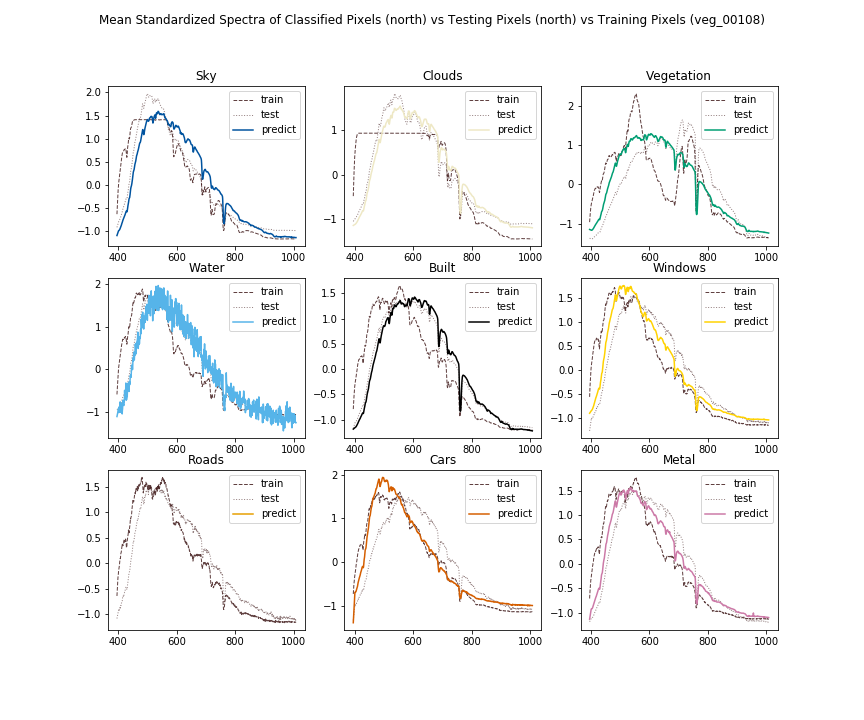 Mean Standardized Spectra of Classified Pixels (north) vs Testing Pixels (north) vs Training Pixels (veg_00108)
Sky
2.0
1.5
1.0
0.5
0.0
−0.5
−1.0
400 600 800 1000
train
test
predict
Clouds
1
0
−1
400 600 800 1000
train
test
predict
Vegetation
2
1
0
−1
400 600 800 1000
train
test
predict
Water
2
1
0
−1
400 600 800 1000
train
test
predict
Built
1.5
1.0
0.5
0.0
−0.5
−1.0
400 600 800 1000
train
test
predict
Windows
1.5
1.0
0.5
0.0
−0.5
−1.0
400 600 800 1000
train
test
predict
Roads
1.5
1.0
0.5
0.0
−0.5
−1.0
400 600 800 1000
train
test
predict
Cars
2
1
0
−1
400 600 800 1000
train
test
predict
Metal
1.5
1.0
0.5
0.0
−0.5
−1.0
400 600 800 1000
train
test
predict